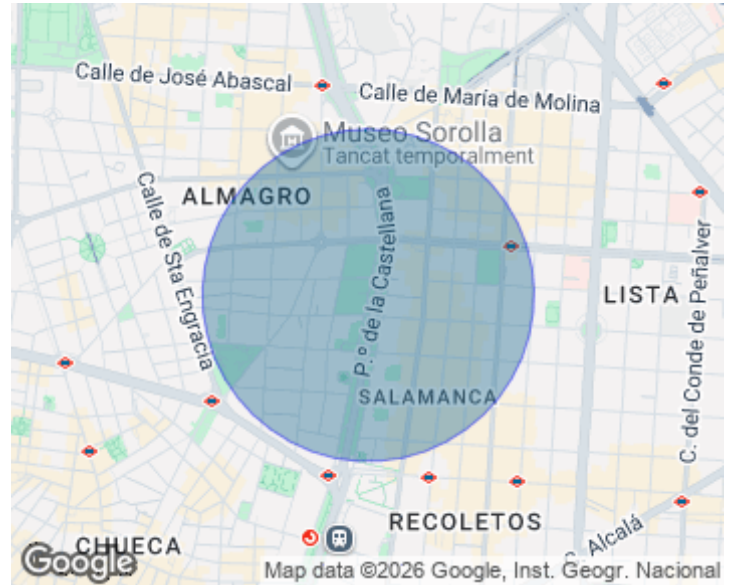 Calle de José Abascal
Calle de María de Molina
Museo Sorolla
Tancat temporalment
ALMAGRO
Calle de Sta Engracia
P.º de la Castellana
LISTA
C. del Conde de Peñalver
SALAMANCA
RECOLETOS
CHUECA
C. Alcalá
Google
Map data ©2026 Google, Inst. Geogr. Nacional